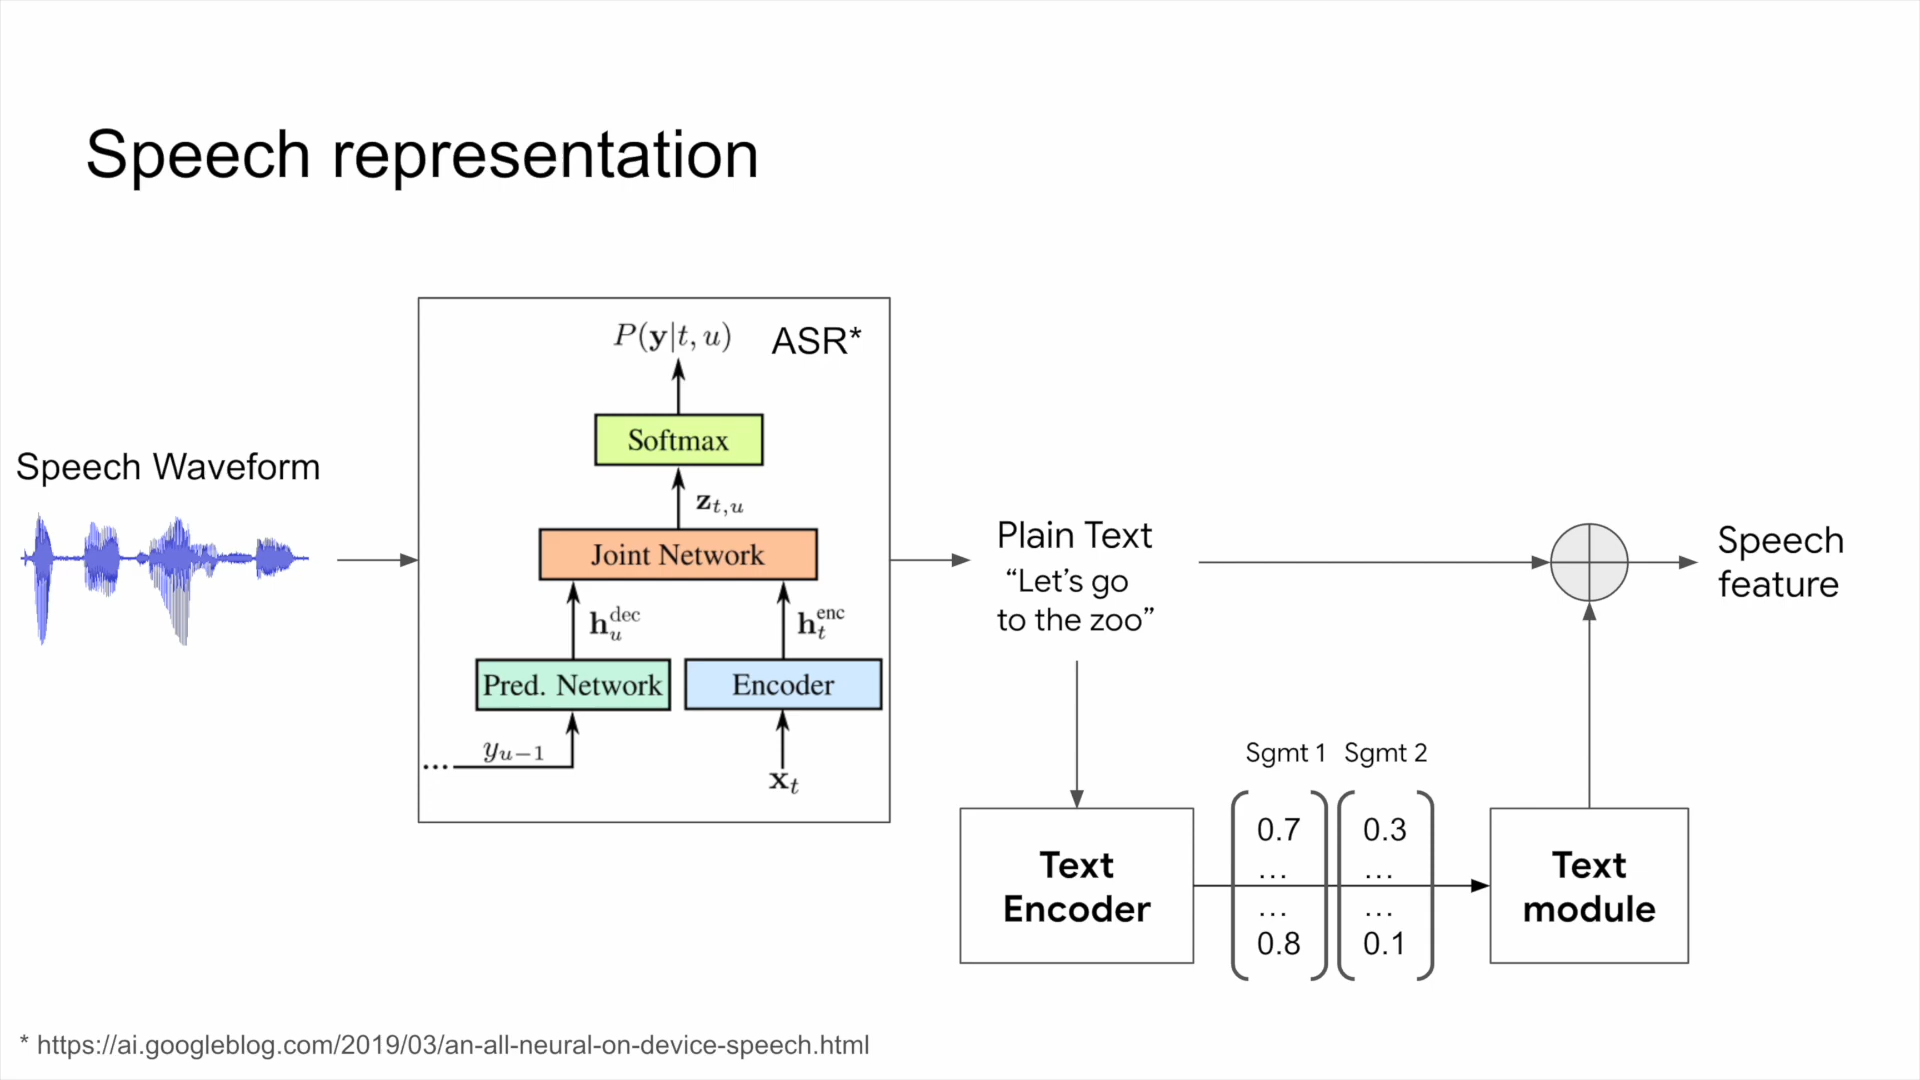 Speech representation
Speech Waveform
P(y|t, u)
ASR*
Softmax
z_{t,u}
Joint Network
h_u^{dec}
h_t^{enc}
Pred. Network
Encoder
... y_{u-1}
x_t
Plain Text
“Let’s go
to the zoo”
Speech
feature
Sgmt 1 Sgmt 2
0.7 0.3
... ...
... ...
0.8 0.1
Text
Encoder
Text
module
* https://ai.googleblog.com/2019/03/an-all-neural-on-device-speech.html